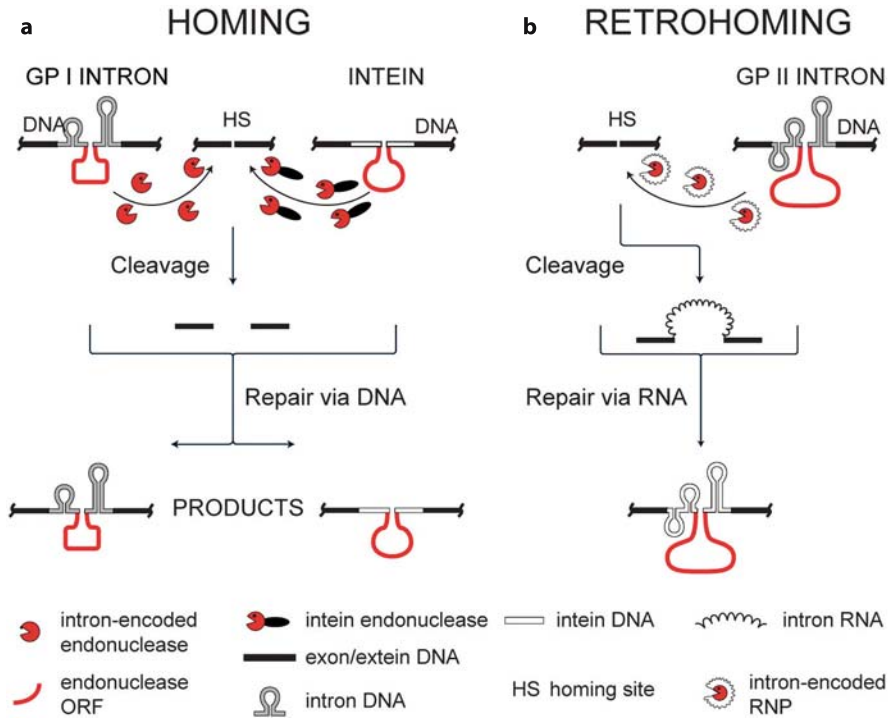 a HOMING
GP I INTRON
INTEIN
DNA
HS
DNA
Cleavage
Repair via DNA
PRODUCTS
b RETROHOMING
GP II INTRON
HS
DNA
Cleavage
Repair via RNA
intron-encoded
endonuclease
endonuclease
ORF
intein endonuclease
exon/extein DNA
intron DNA
intein DNA
HS homing site
intron RNA
intron-encoded
RNP